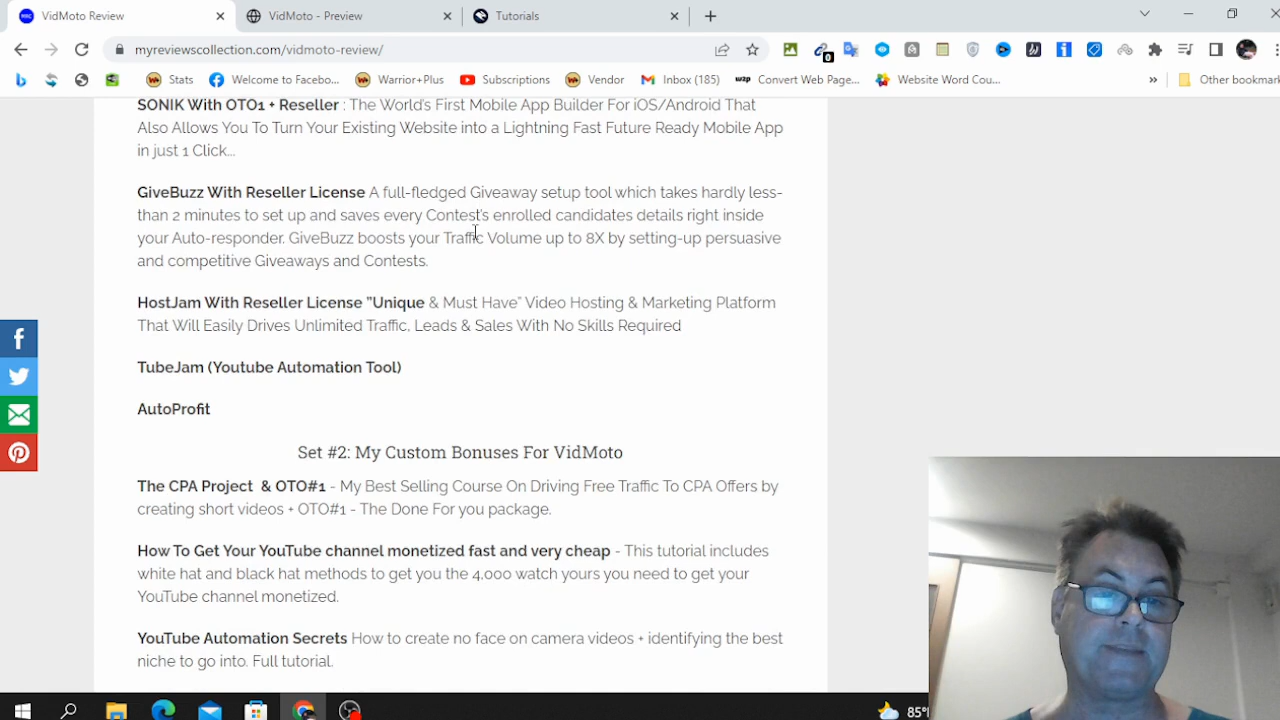 VidMoto Review
VidMoto - Preview
Tutorials
myreviewscollection.com/vidmoto-review/
0
Stats
Welcome to Facebo...
Warrior+Plus
Subscriptions
Vendor
Inbox (185)
Convert Web Page...
Website Word Cou...
»
Other bookmark
SONIK With OTO1 + Reseller : The World's First Mobile App Builder For iOS/Android That
Also Allows You To Turn Your Existing Website into a Lightning Fast Future Ready Mobile App
in just 1 Click...
GiveBuzz With Reseller License A full-fledged Giveaway setup tool which takes hardly less-
than 2 minutes to set up and saves every Contest's enrolled candidates details right inside
your Auto-responder. GiveBuzz boosts your Traffic Volume up to 8X by setting-up persuasive
and competitive Giveaways and Contests.
HostJam With Reseller License "Unique & Must Have" Video Hosting & Marketing Platform
That Will Easily Drives Unlimited Traffic, Leads & Sales With No Skills Required
TubeJam (Youtube Automation Tool)
AutoProfit
Set #2: My Custom Bonuses For VidMoto
The CPA Project & OTO#1 - My Best Selling Course On Driving Free Traffic To CPA Offers by
creating short videos + OTO#1 - The Done For you package.
How To Get Your YouTube channel monetized fast and very cheap - This tutorial includes
white hat and black hat methods to get you the 4,000 watch yours you need to get your
YouTube channel monetized.
YouTube Automation Secrets How to create no face on camera videos + identifying the best
niche to go into. Full tutorial.
85°